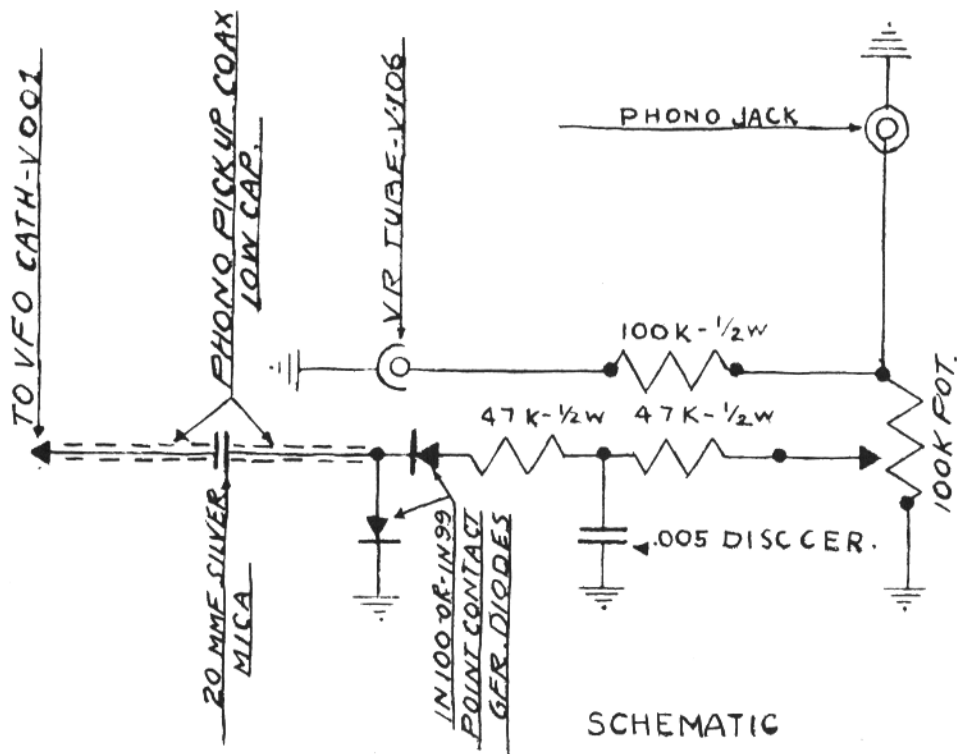 TO VFO CATH-V001
PHONO PICKUP COAX
LOW CAP.
VR TUBE-V-106
PHONO JACK
100K-1/2W
47K-1/2W
47K-1/2W
100K POT.
.005 DISC CER.
20 MMF SILVER
MICA
IN100-OR-IN99
POINT CONTACT
GER. DIODES
SCHEMATIC